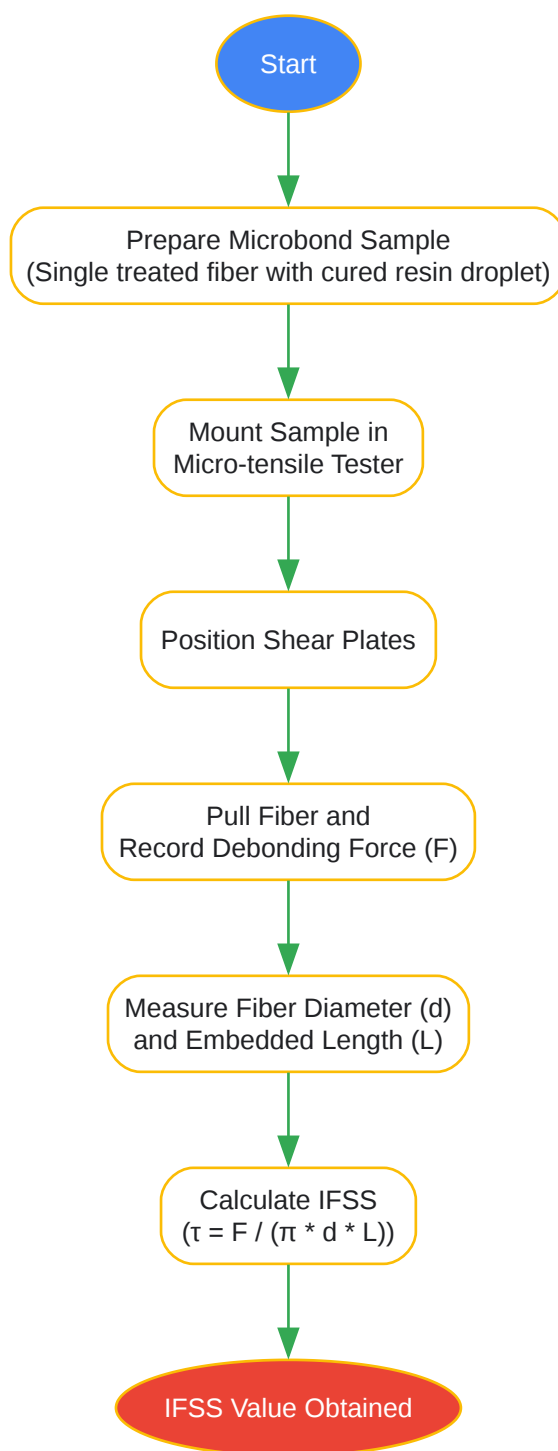 Start
Prepare Microbond Sample
(Single treated fiber with cured resin droplet)
Mount Sample in
Micro-tensile Tester
Position Shear Plates
Pull Fiber and
Record Debonding Force (F)
Measure Fiber Diameter (d)
and Embedded Length (L)
Calculate IFSS
(τ = F / (π * d * L))
IFSS Value Obtained